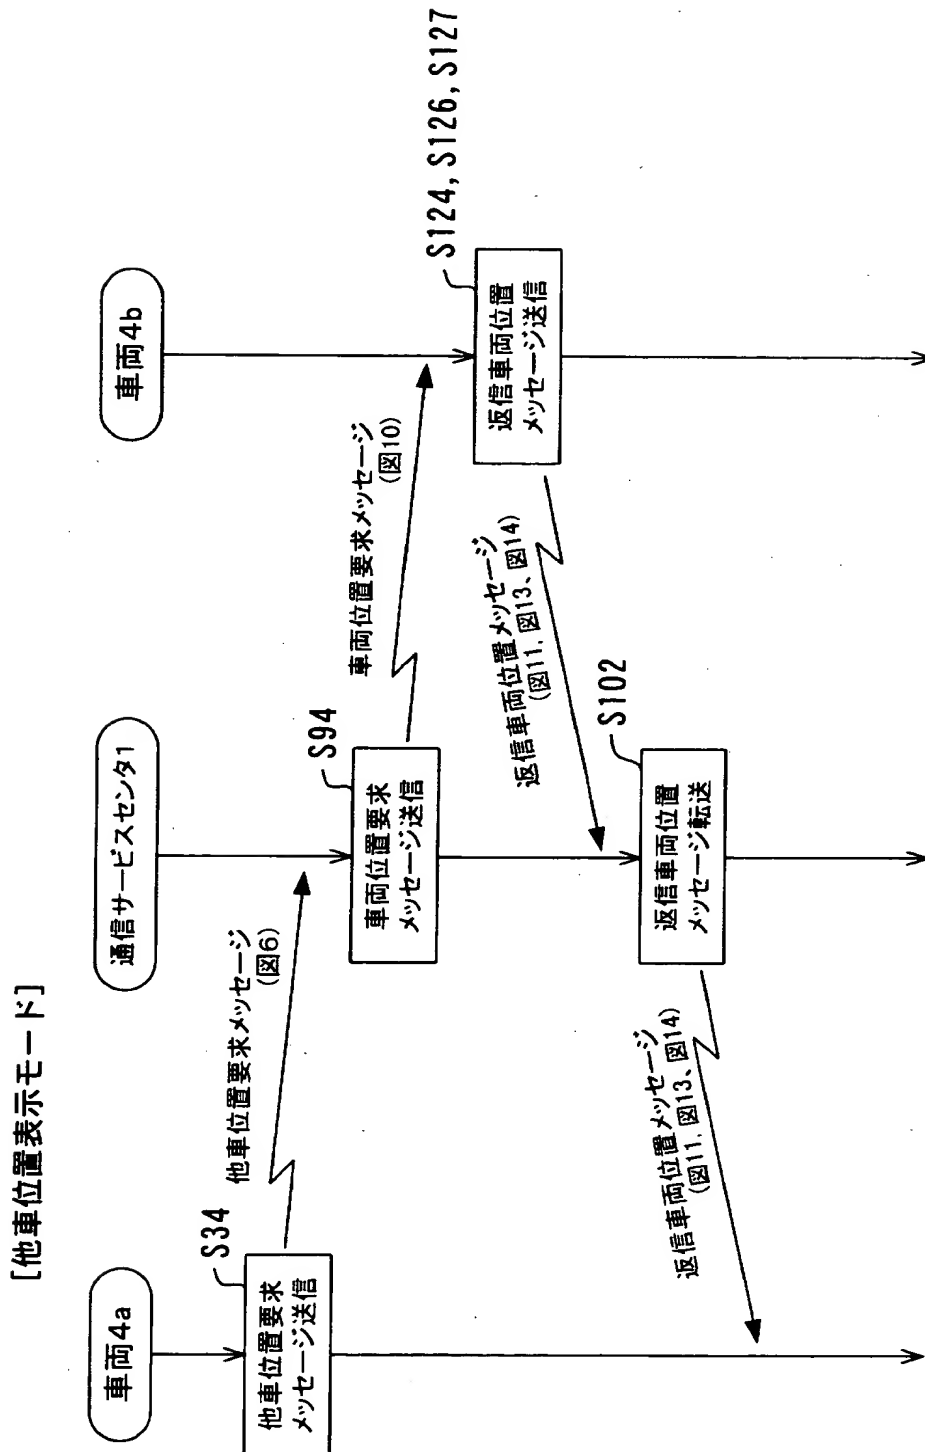 [他車位置表示モード]
車両4a
通信サービスセンタ1
車両4b
S34
他車位置要求
メッセージ送信
他車位置要求メッセージ
(図6)
S94
車両位置要求
メッセージ送信
車両位置要求メッセージ
(図10)
S124, S126, S127
返信車両位置
メッセージ送信
返信車両位置メッセージ
(図11、図13、図14)
S102
返信車両位置
メッセージ転送
返信車両位置メッセージ
(図11、図13、図14)